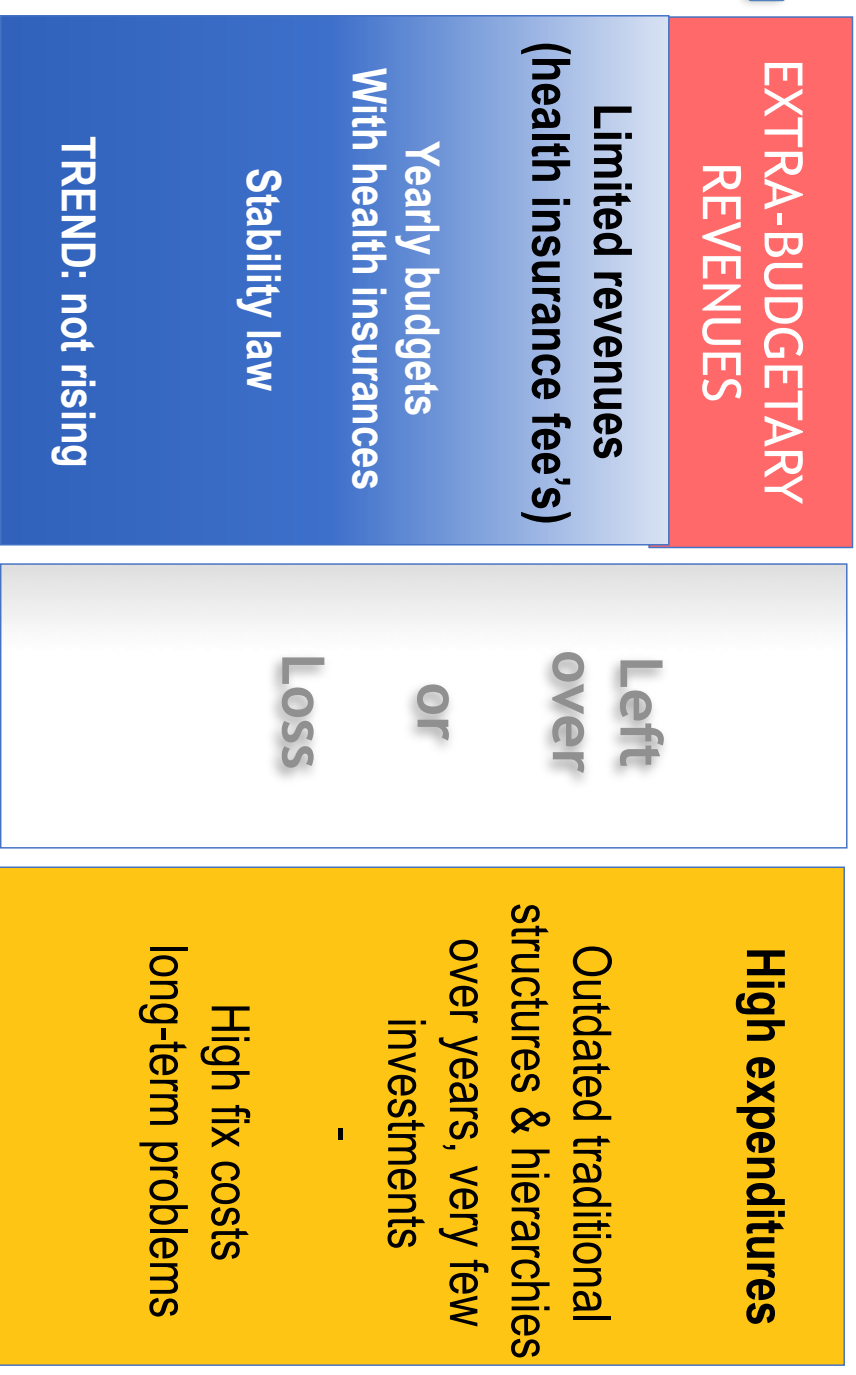 EXTRA-BUDGETARY
REVENUES
Limited revenues
(health insurance fee’s)
Yearly budgets
With health insurances
Stability law
TREND: not rising
Left
over
or
Loss
High expenditures
Outdated traditional
structures & hierarchies
over years, very few
investments
-
High fix costs
long-term problems